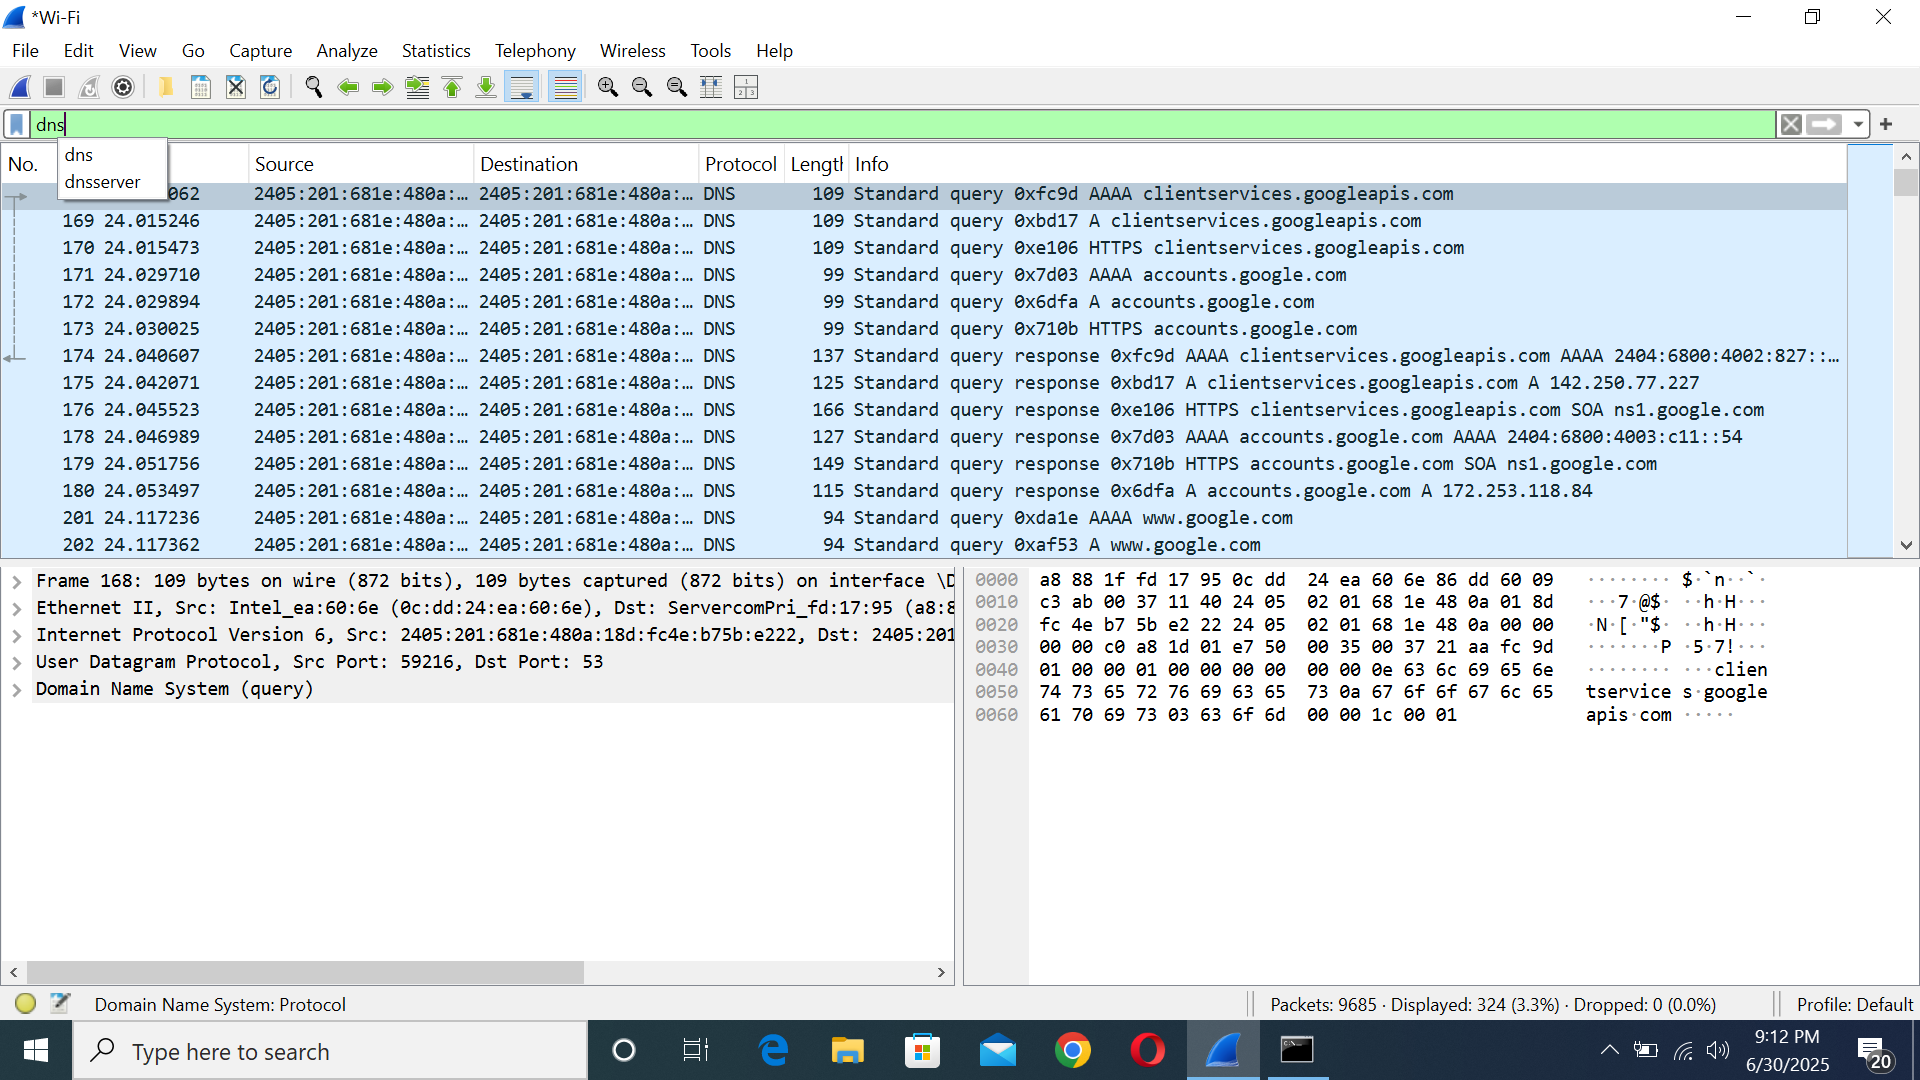 *Wi-Fi
File Edit View Go Capture Analyze Statistics Telephony Wireless Tools Help
dns
dns
dnsserver
No. Source Destination Protocol Length Info
062 2405:201:681e:480a:… 2405:201:681e:480a:… DNS 109 Standard query 0xfc9d AAAA clientservices.googleapis.com
169 24.015246 2405:201:681e:480a:… 2405:201:681e:480a:… DNS 109 Standard query 0xbd17 A clientservices.googleapis.com
170 24.015473 2405:201:681e:480a:… 2405:201:681e:480a:… DNS 109 Standard query 0xe106 HTTPS clientservices.googleapis.com
171 24.029710 2405:201:681e:480a:… 2405:201:681e:480a:… DNS 99 Standard query 0x7d03 AAAA accounts.google.com
172 24.029894 2405:201:681e:480a:… 2405:201:681e:480a:… DNS 99 Standard query 0x6dfa A accounts.google.com
173 24.030025 2405:201:681e:480a:… 2405:201:681e:480a:… DNS 99 Standard query 0x710b HTTPS accounts.google.com
174 24.040607 2405:201:681e:480a:… 2405:201:681e:480a:… DNS 137 Standard query response 0xfc9d AAAA clientservices.googleapis.com AAAA 2404:6800:4002:827::…
175 24.042071 2405:201:681e:480a:… 2405:201:681e:480a:… DNS 125 Standard query response 0xbd17 A clientservices.googleapis.com A 142.250.77.227
176 24.045523 2405:201:681e:480a:… 2405:201:681e:480a:… DNS 166 Standard query response 0xe106 HTTPS clientservices.googleapis.com SOA ns1.google.com
178 24.046989 2405:201:681e:480a:… 2405:201:681e:480a:… DNS 127 Standard query response 0x7d03 AAAA accounts.google.com AAAA 2404:6800:4003:c11::54
179 24.051756 2405:201:681e:480a:… 2405:201:681e:480a:… DNS 149 Standard query response 0x710b HTTPS accounts.google.com SOA ns1.google.com
180 24.053497 2405:201:681e:480a:… 2405:201:681e:480a:… DNS 115 Standard query response 0x6dfa A accounts.google.com A 172.253.118.84
201 24.117236 2405:201:681e:480a:… 2405:201:681e:480a:… DNS 94 Standard query 0xda1e AAAA www.google.com
202 24.117362 2405:201:681e:480a:… 2405:201:681e:480a:… DNS 94 Standard query 0xaf53 A www.google.com
Frame 168: 109 bytes on wire (872 bits), 109 bytes captured (872 bits) on interface \D
Ethernet II, Src: Intel_ea:60:6e (0c:dd:24:ea:60:6e), Dst: ServercomPri_fd:17:95 (a8:8
Internet Protocol Version 6, Src: 2405:201:681e:480a:18d:fc4e:b75b:e222, Dst: 2405:201
User Datagram Protocol, Src Port: 59216, Dst Port: 53
Domain Name System (query)
0000 a8 88 1f fd 17 95 0c dd 24 ea 60 6e 86 dd 60 09 ········ $·`n··`·
0010 c3 ab 00 37 11 40 24 05 02 01 68 1e 48 0a 01 8d ···7·@$· ··h·H···
0020 fc 4e b7 5b e2 22 24 05 02 01 68 1e 48 0a 00 00 ·N·[·"$· ··h·H···
0030 00 00 c0 a8 1d 01 e7 50 00 35 00 37 21 aa fc 9d ·······P ·5·7!···
0040 01 00 00 01 00 00 00 00 00 00 0e 63 6c 69 65 6e ········ ···clien
0050 74 73 65 72 76 69 63 65 73 0a 67 6f 6f 67 6c 65 tservice s·google
0060 61 70 69 73 03 63 6f 6d 00 00 1c 00 01 apis·com ·····
Domain Name System: Protocol
Packets: 9685 · Displayed: 324 (3.3%) · Dropped: 0 (0.0%)
Profile: Default
Type here to search
9:12 PM
6/30/2025
20